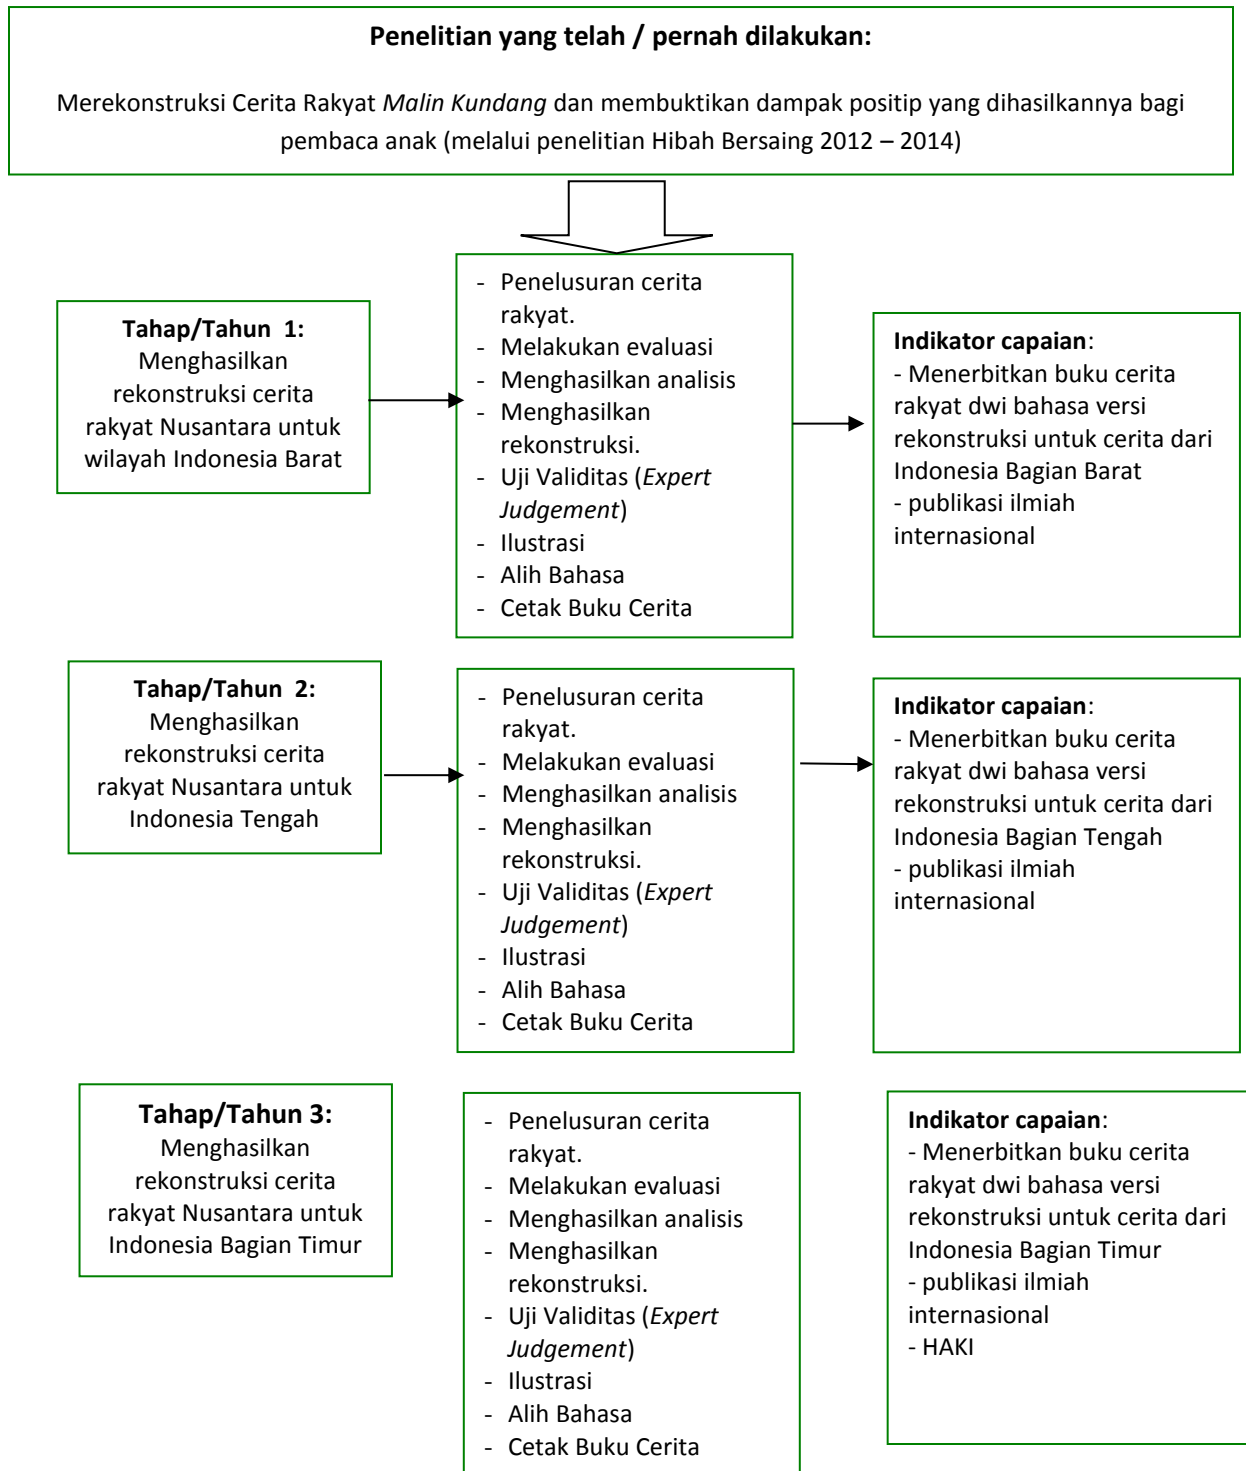 Penelitian yang telah / pernah dilakukan:
Merekonstruksi Cerita Rakyat Malin Kundang dan membuktikan dampak positip yang dihasilkannya bagi
pembaca anak (melalui penelitian Hibah Bersaing 2012 – 2014)
Tahap/Tahun 1:
Menghasilkan
rekonstruksi cerita
rakyat Nusantara untuk
wilayah Indonesia Barat
- Penelusuran cerita
rakyat.
- Melakukan evaluasi
- Menghasilkan analisis
- Menghasilkan
rekonstruksi.
- Uji Validitas (Expert
Judgement)
- Ilustrasi
- Alih Bahasa
- Cetak Buku Cerita
Indikator capaian:
- Menerbitkan buku cerita
rakyat dwi bahasa versi
rekonstruksi untuk cerita dari
Indonesia Bagian Barat
- publikasi ilmiah
internasional
Tahap/Tahun 2:
Menghasilkan
rekonstruksi cerita
rakyat Nusantara untuk
Indonesia Tengah
- Penelusuran cerita
rakyat.
- Melakukan evaluasi
- Menghasilkan analisis
- Menghasilkan
rekonstruksi.
- Uji Validitas (Expert
Judgement)
- Ilustrasi
- Alih Bahasa
- Cetak Buku Cerita
Indikator capaian:
- Menerbitkan buku cerita
rakyat dwi bahasa versi
rekonstruksi untuk cerita dari
Indonesia Bagian Tengah
- publikasi ilmiah
internasional
Tahap/Tahun 3:
Menghasilkan
rekonstruksi cerita
rakyat Nusantara untuk
Indonesia Bagian Timur
- Penelusuran cerita
rakyat.
- Melakukan evaluasi
- Menghasilkan analisis
- Menghasilkan
rekonstruksi.
- Uji Validitas (Expert
Judgement)
- Ilustrasi
- Alih Bahasa
- Cetak Buku Cerita
Indikator capaian:
- Menerbitkan buku cerita
rakyat dwi bahasa versi
rekonstruksi untuk cerita dari
Indonesia Bagian Timur
- publikasi ilmiah
internasional
- HAKI